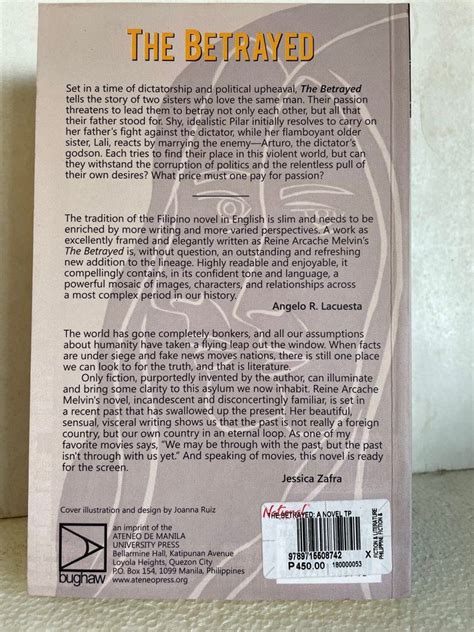 THE BETRAYED
Set in a time of dictatorship and political upheaval, The Betrayed
tells the story of two sisters who love the same man. Their passion
threatens to lead them to betray not only each other, but all that
their father stood for. Shy, idealistic Pilar initially resolves to carry on
her father's fight against the dictator, while her flamboyant older
sister, Lali, reacts by marrying the enemy—Arturo, the dictator's
godson. Each tries to find their place in this violent world, but can
they withstand the corruption of politics and the relentless pull of
their own desires? What price must one pay for passion?
The tradition of the Filipino novel in English is slim and needs to be
enriched by more writing and more varied perspectives. A work as
excellently framed and elegantly written as Reine Arcache Melvin's
The Betrayed is, without question, an outstanding and refreshing
new addition to the lineage. Highly readable and enjoyable, it
compellingly contains, in its confident tone and language, a
powerful mosaic of images, characters, and relationships across
a most complex period in our history.
Angelo R. Lacuesta
The world has gone completely bonkers, and all our assumptions
about humanity have taken a flying leap out the window. When facts
are under siege and fake news moves nations, there is still one place
we can look to for the truth, and that is literature.
Only fiction, purportedly invented by the author, can illuminate
and bring some clarity to this asylum we now inhabit. Reine Arcache
Melvin's novel, incandescent and disconcertingly familiar, is set in
a recent past that has swallowed up the present. Her beautiful,
sensual, visceral writing shows us that the past is not really a foreign
country, but our own country in an eternal loop. As one of my
favorite movies says, "We may be through with the past, but the past
isn't through with us yet." And speaking of movies, this novel is ready
for the screen.
Jessica Zafra
Cover illustration and design by Joanna Ruiz
bughaw
an imprint of the
ATENEO DE MANILA
UNIVERSITY PRESS
Bellarmine Hall, Katipunan Avenue
Loyola Heights, Quezon City
P.O. Box 154, 1099 Manila, Philippines
www.ateneopress.org
THE BETRAYED: A NOVEL TP
9789715508742 X
P450.00 180000053
FICTION & LITERATURE
PHILIPPINE FICTION &